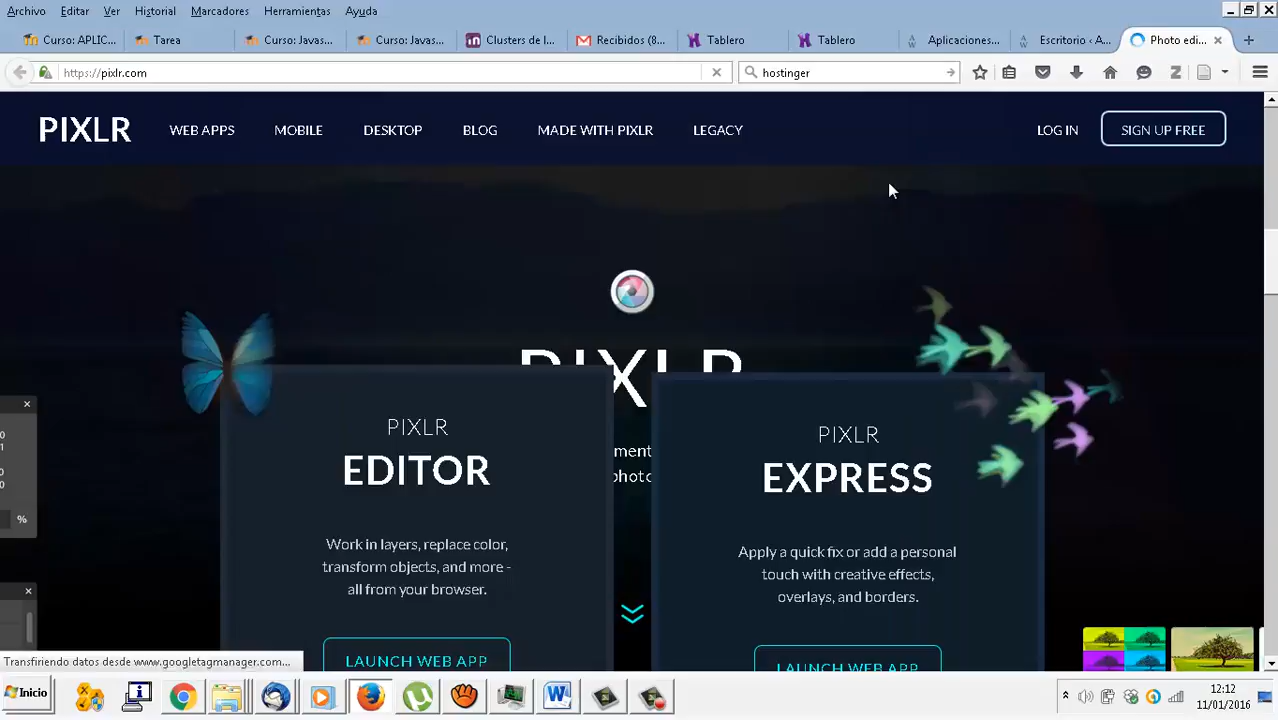 Archivo Editar Ver Historial Marcadores Herramientas Ayuda
Curso: APLIC... Tarea Curso: Javas... Curso: Javas... Clusters de I... Recibidos (8... Tablero Tablero Aplicaciones... Escritorio ‹ A... Photo edi...
https://pixlr.com hostinger
PIXLR WEB APPS MOBILE DESKTOP BLOG MADE WITH PIXLR LEGACY LOG IN SIGN UP FREE
PIXLR
PIXLR
EDITOR
Work in layers, replace color,
transform objects, and more -
all from your browser.
LAUNCH WEB APP
PIXLR
EXPRESS
Apply a quick fix or add a personal
touch with creative effects,
overlays, and borders.
LAUNCH WEB APP
%
Transfiriendo datos desde www.googletagmanager.com...
Inicio
12:12
11/01/2016